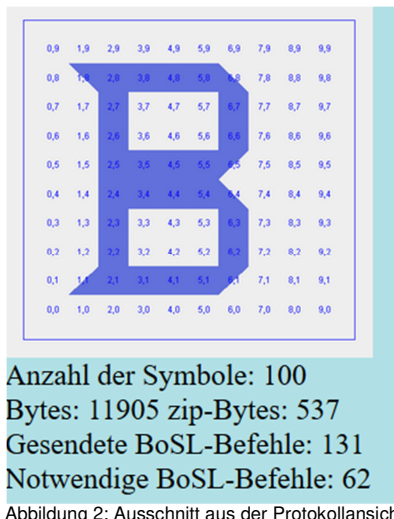 0,9 1,9 2,9 3,9 4,9 5,9 6,9 7,9 8,9 9,9
0,8 1,8 2,8 3,8 4,8 5,8 6,8 7,8 8,8 9,8
0,7 1,7 2,7 3,7 4,7 5,7 6,7 7,7 8,7 9,7
0,6 1,6 2,6 3,6 4,6 5,6 6,6 7,6 8,6 9,6
0,5 1,5 2,5 3,5 4,5 5,5 6,5 7,5 8,5 9,5
0,4 1,4 2,4 3,4 4,4 5,4 6,4 7,4 8,4 9,4
0,3 1,3 2,3 3,3 4,3 5,3 6,3 7,3 8,3 9,3
0,2 1,2 2,2 3,2 4,2 5,2 6,2 7,2 8,2 9,2
0,1 1,1 2,1 3,1 4,1 5,1 6,1 7,1 8,1 9,1
0,0 1,0 2,0 3,0 4,0 5,0 6,0 7,0 8,0 9,0
Anzahl der Symbole: 100
Bytes: 11905 zip-Bytes: 537
Gesendete BoSL-Befehle: 131
Notwendige BoSL-Befehle: 62
Abbildung 2: Ausschnitt aus der Protokollansich